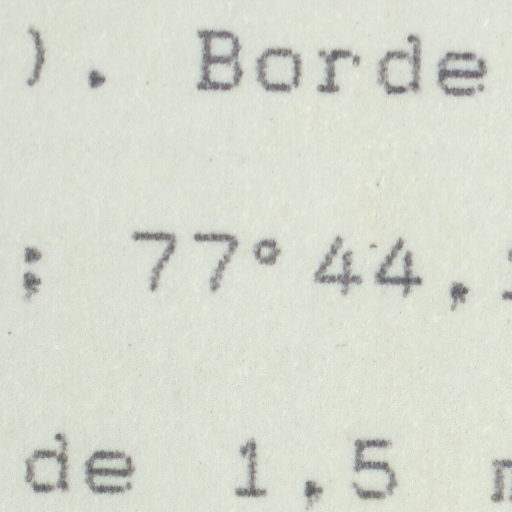 ). Borde
; 77°44,
de 1,5